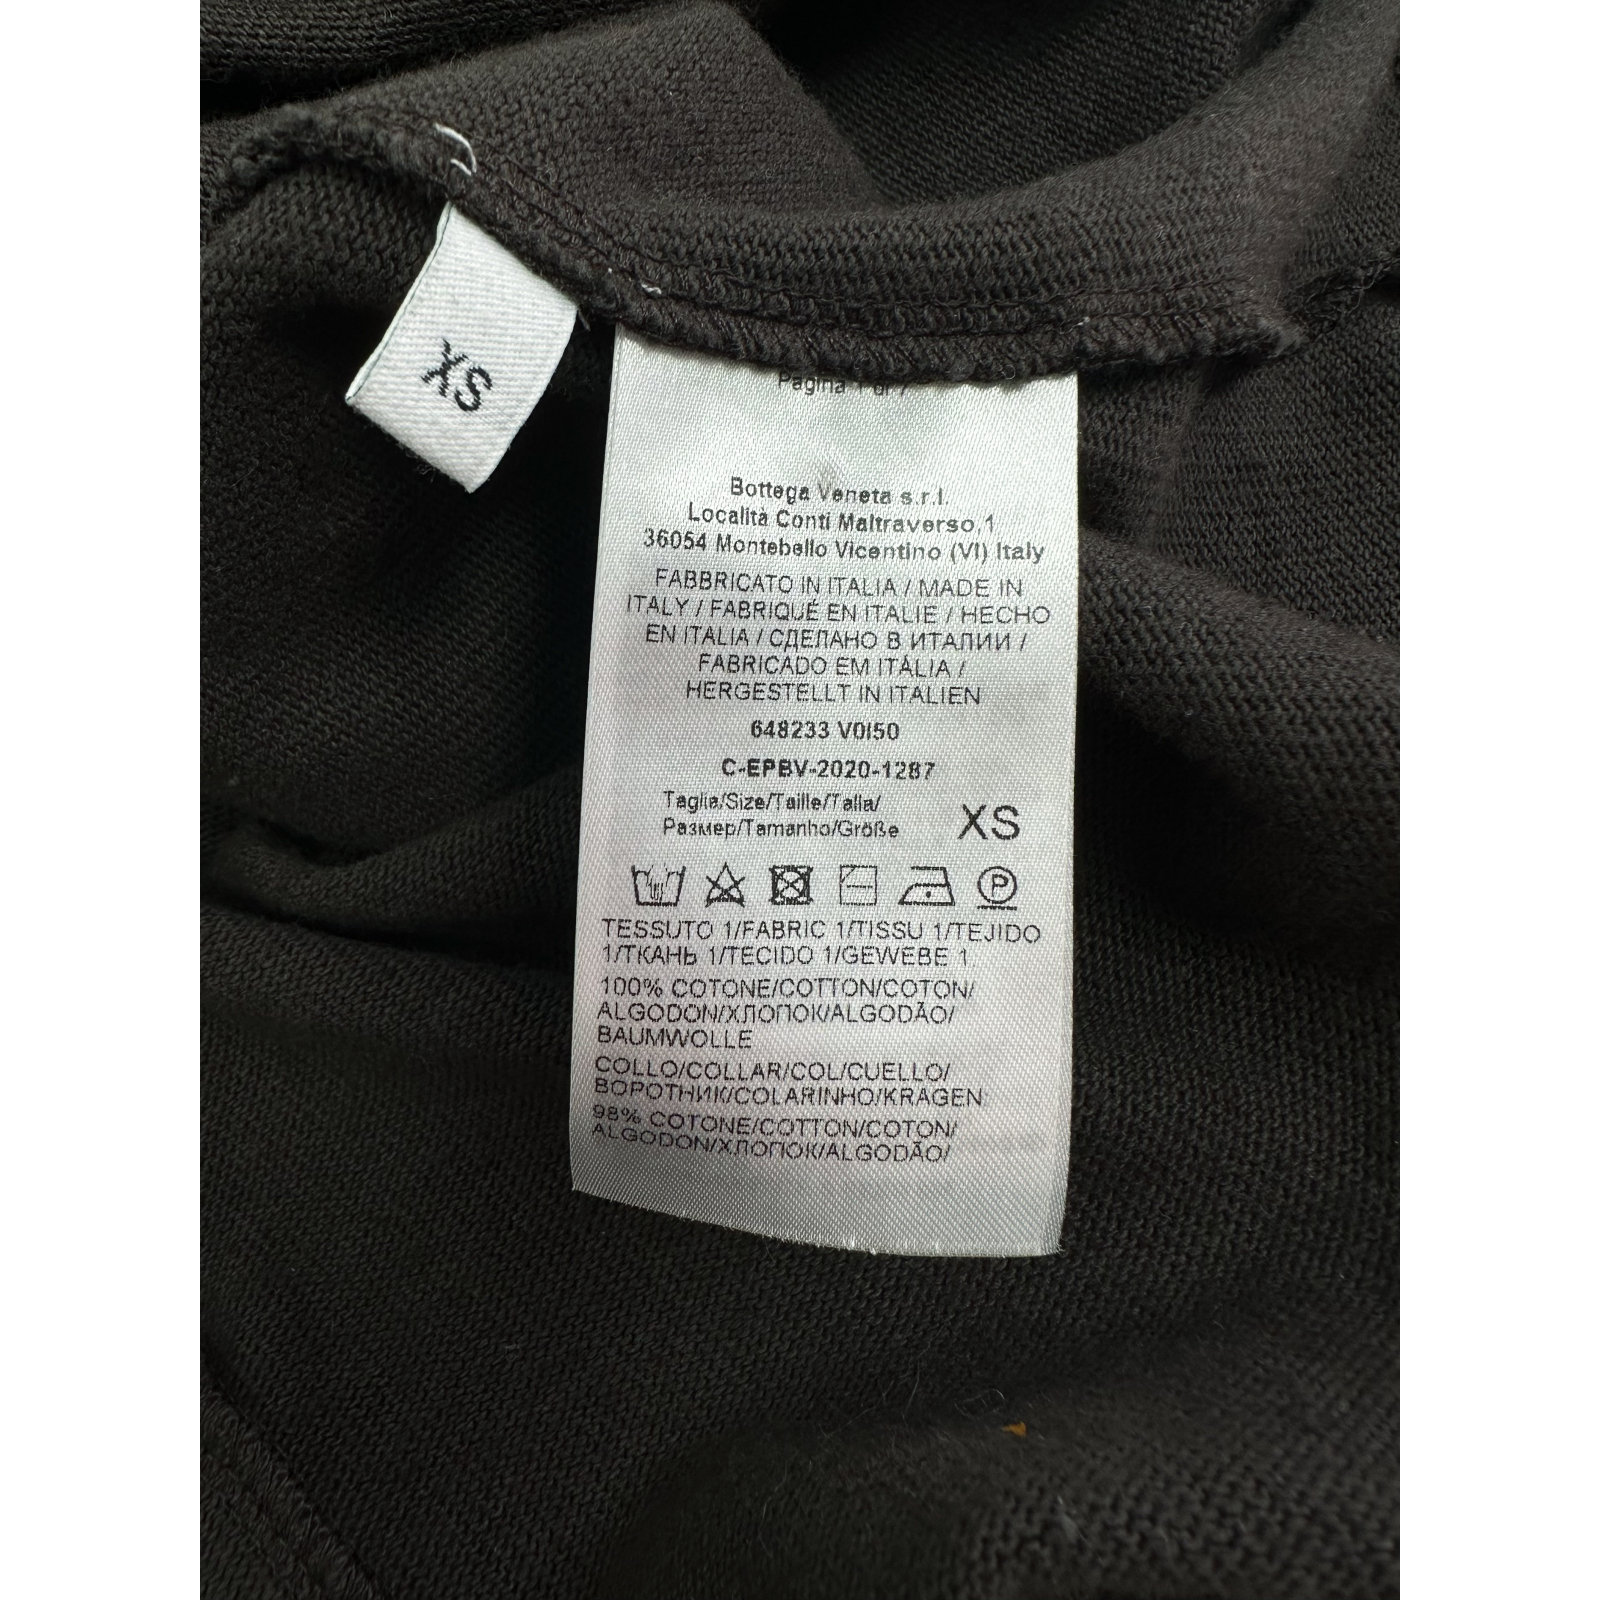 XS
Pagina 1 di 7
Bottega Veneta s.r.l.
Località Conti Maltraverso,1
36054 Montebello Vicentino (VI) Italy
FABBRICATO IN ITALIA / MADE IN
ITALY / FABRIQUÉ EN ITALIE / HECHO
EN ITALIA / СДЕЛАНО В ИТАЛИИ /
FABRICADO EM ITÁLIA /
HERGESTELLT IN ITALIEN
648233 V0I50
C-EPBV-2020-1287
Taglia/Size/Taille/Talla/
Размер/Tamanho/Größe XS
P
TESSUTO 1/FABRIC 1/TISSU 1/TEJIDO
1/ТКАНЬ 1/TECIDO 1/GEWEBE 1
100% COTONE/COTTON/COTON/
ALGODON/ХЛОПОК/ALGODÃO/
BAUMWOLLE
COLLO/COLLAR/COL/CUELLO/
ВОРОТНИК/COLARINHO/KRAGEN
98% COTONE/COTTON/COTON/
ALGODON/ХЛОПОК/ALGODÃO/